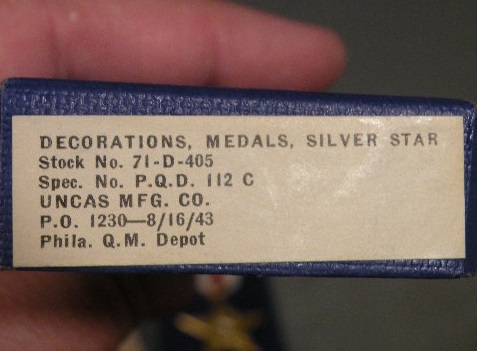 DECORATIONS, MEDALS, SILVER STAR
Stock No. 71-D-405
Spec. No. P.Q.D. 112 C
UNCAS MFG. CO.
P.O. 1230—8/16/43
Phila. Q.M. Depot